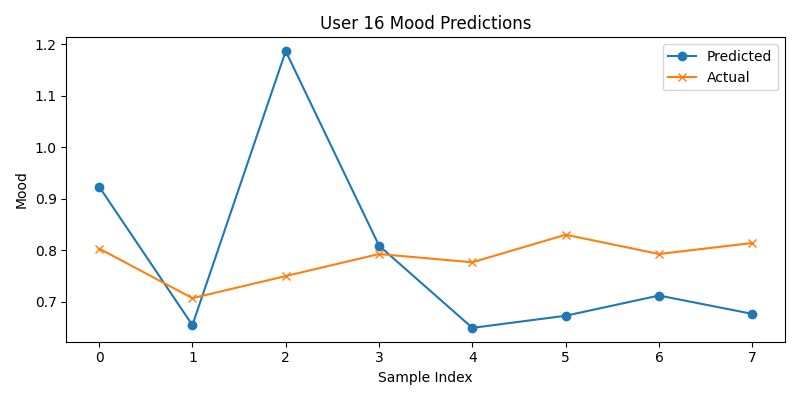 User 16 Mood Predictions
Predicted
Actual
Mood
1.2
1.1
1.0
0.9
0.8
0.7
0 1 2 3 4 5 6 7
Sample Index